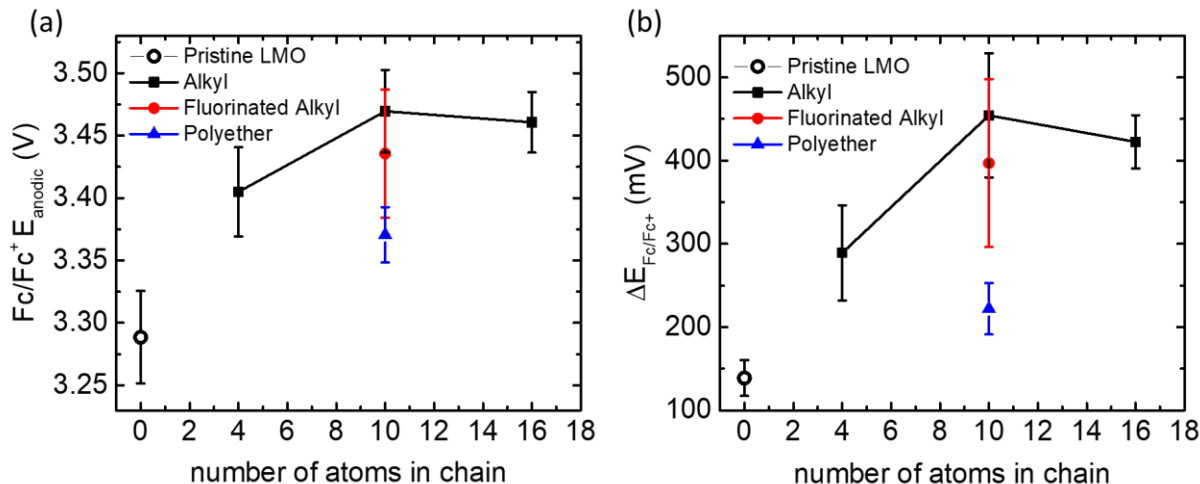 (a)
Fc/Fc⁺ E_anodic (V)
3.50
3.45
3.40
3.35
3.30
3.25
Pristine LMO
Alkyl
Fluorinated Alkyl
Polyether
0 2 4 6 8 10 12 14 16 18
number of atoms in chain
(b)
ΔE_Fc/Fc+ (mV)
500
400
300
200
100
Pristine LMO
Alkyl
Fluorinated Alkyl
Polyether
0 2 4 6 8 10 12 14 16 18
number of atoms in chain